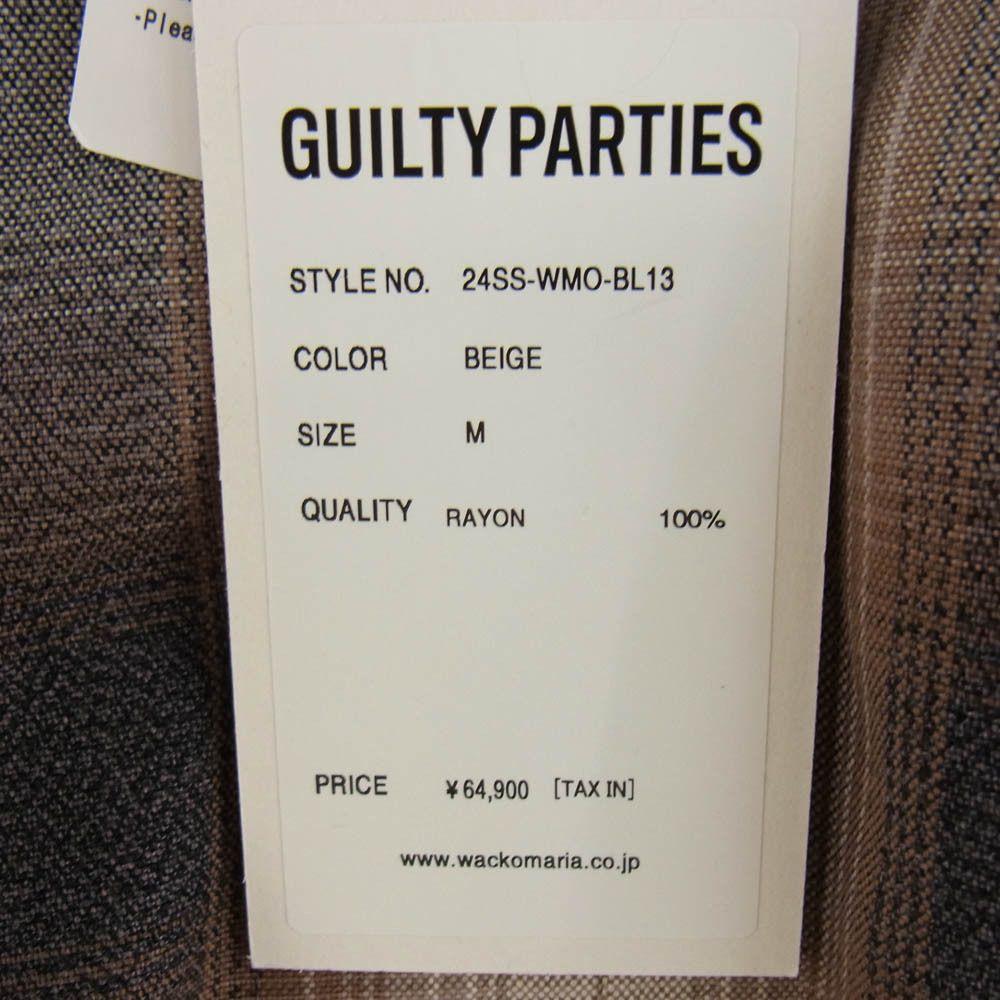 -Plea
GUILTY PARTIES
STYLE NO. 24SS-WMO-BL13
COLOR BEIGE
SIZE M
QUALITY RAYON 100%
PRICE ¥64,900 [TAX IN]
www.wackomaria.co.jp